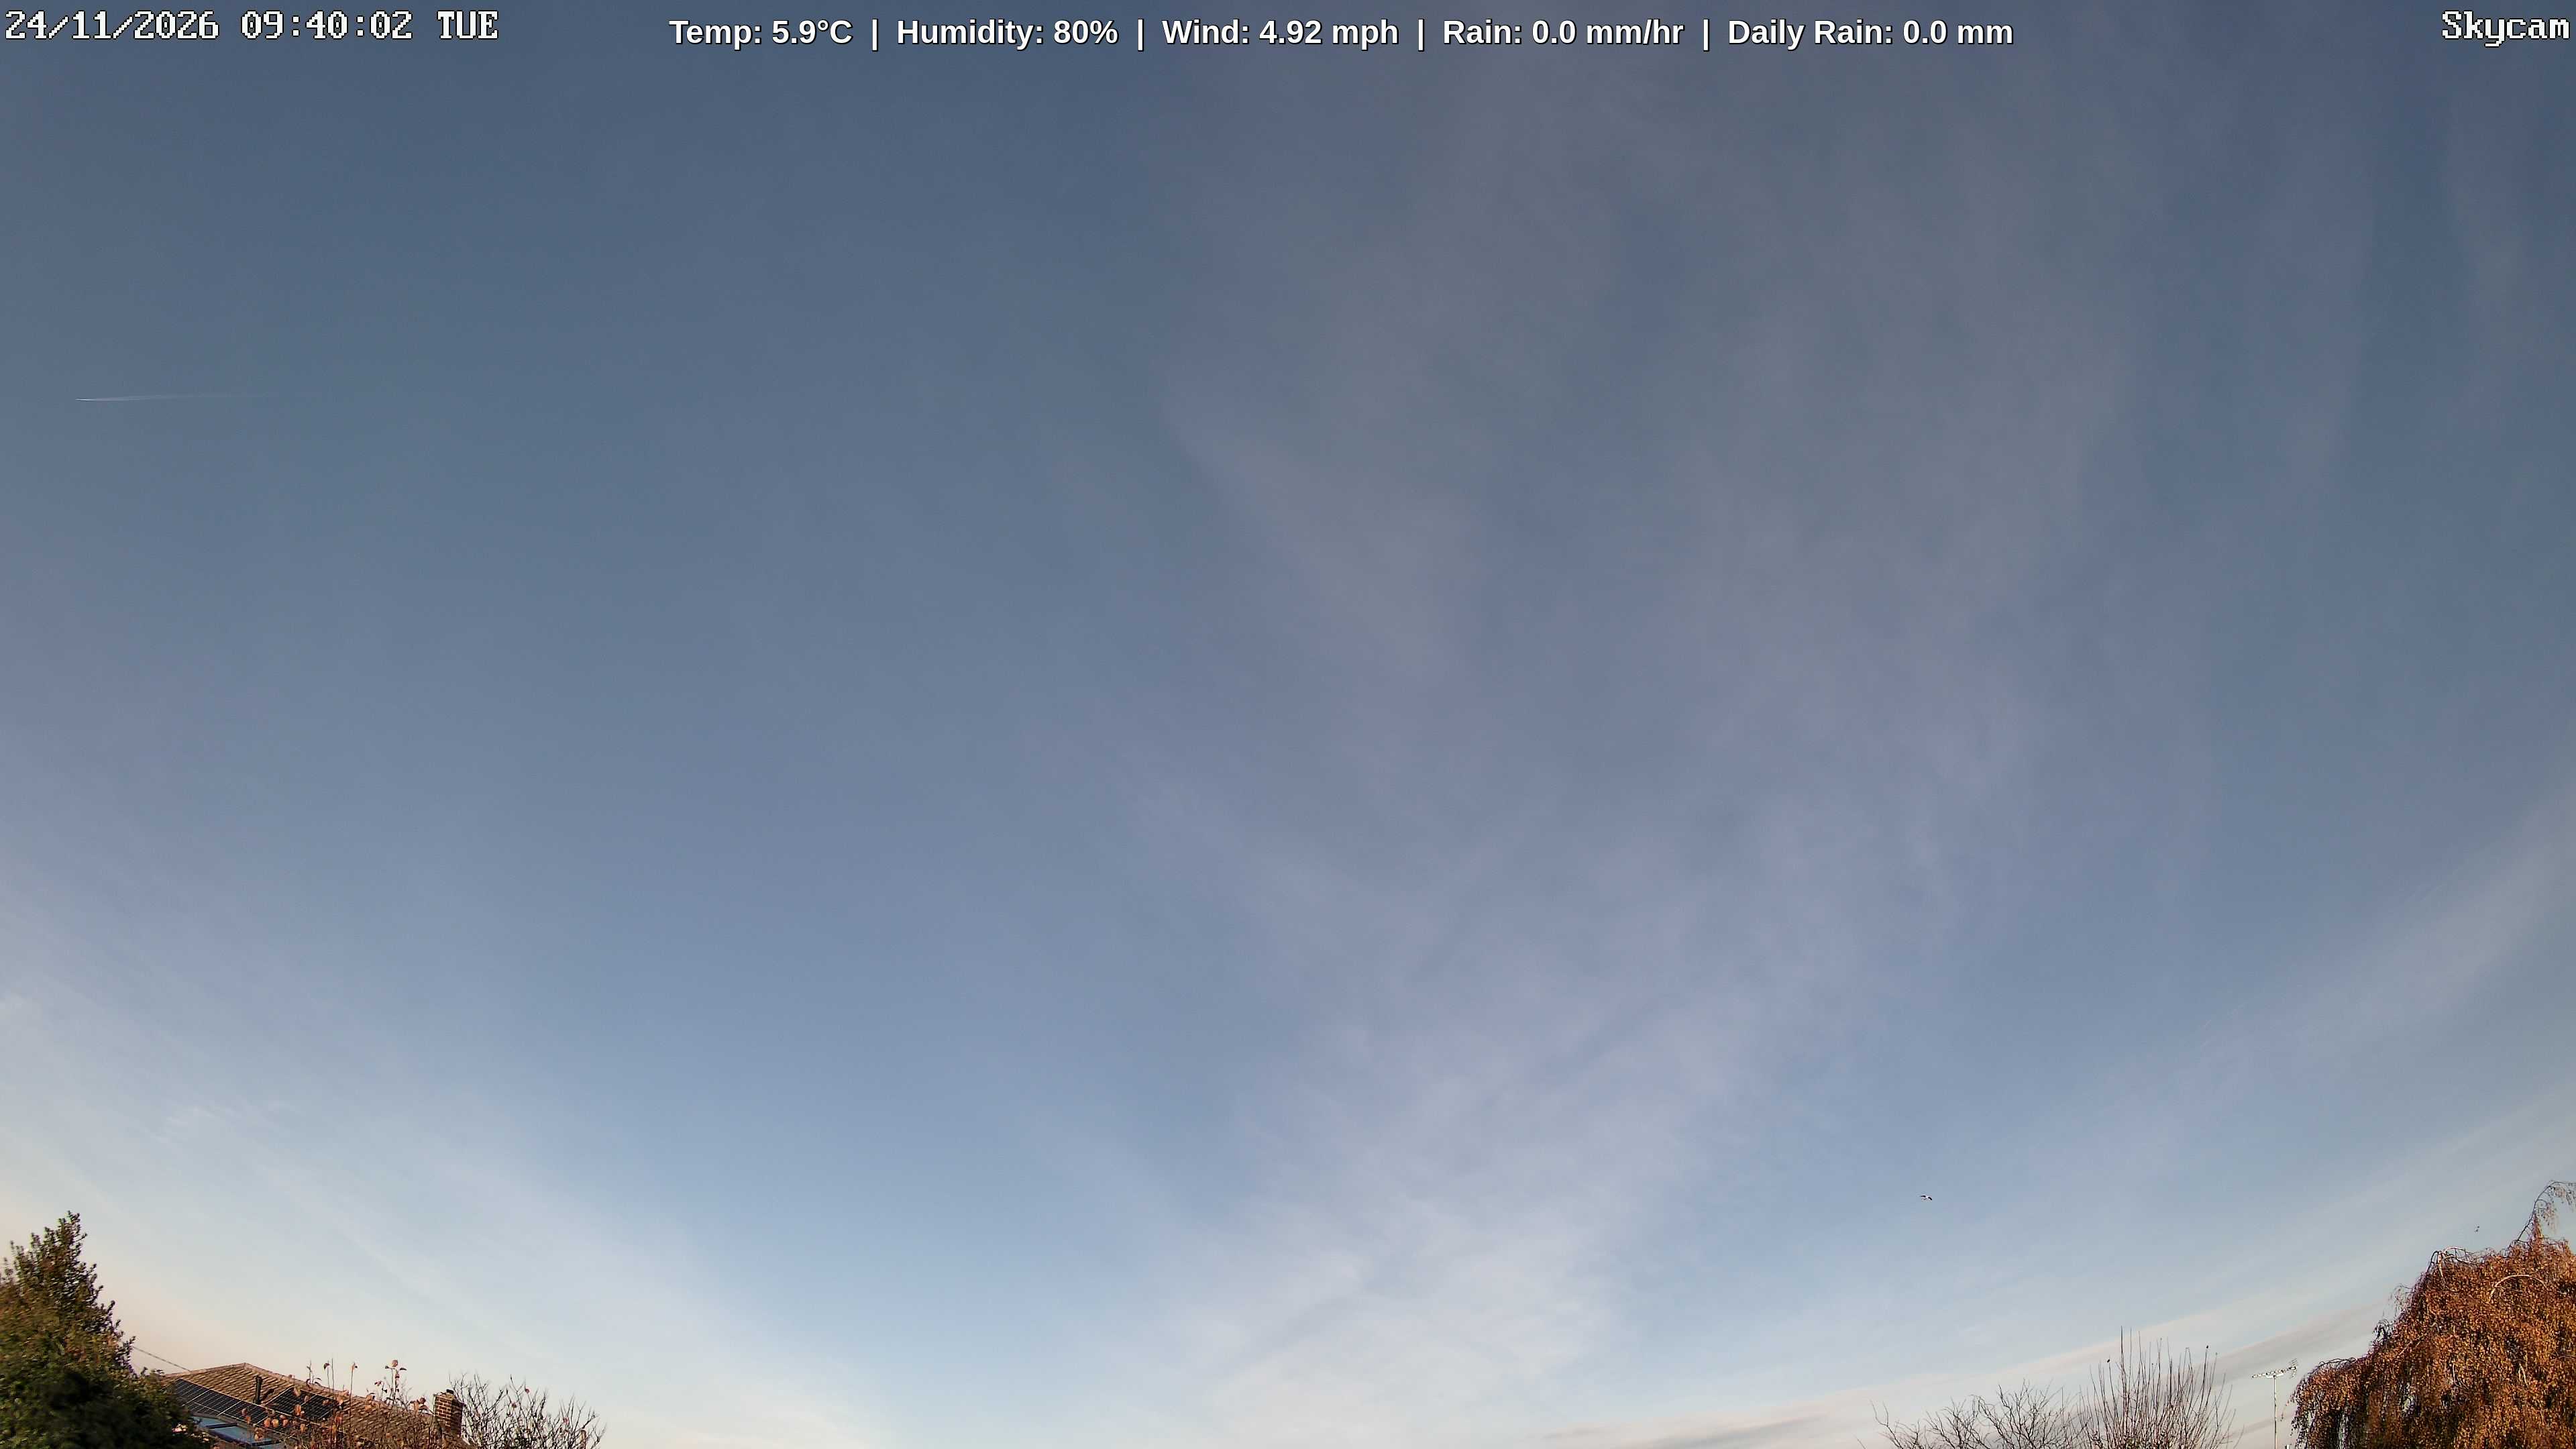 24/11/2026 09:40:02 TUE
Temp: 5.9°C | Humidity: 80% | Wind: 4.92 mph | Rain: 0.0 mm/hr | Daily Rain: 0.0 mm
Skycam